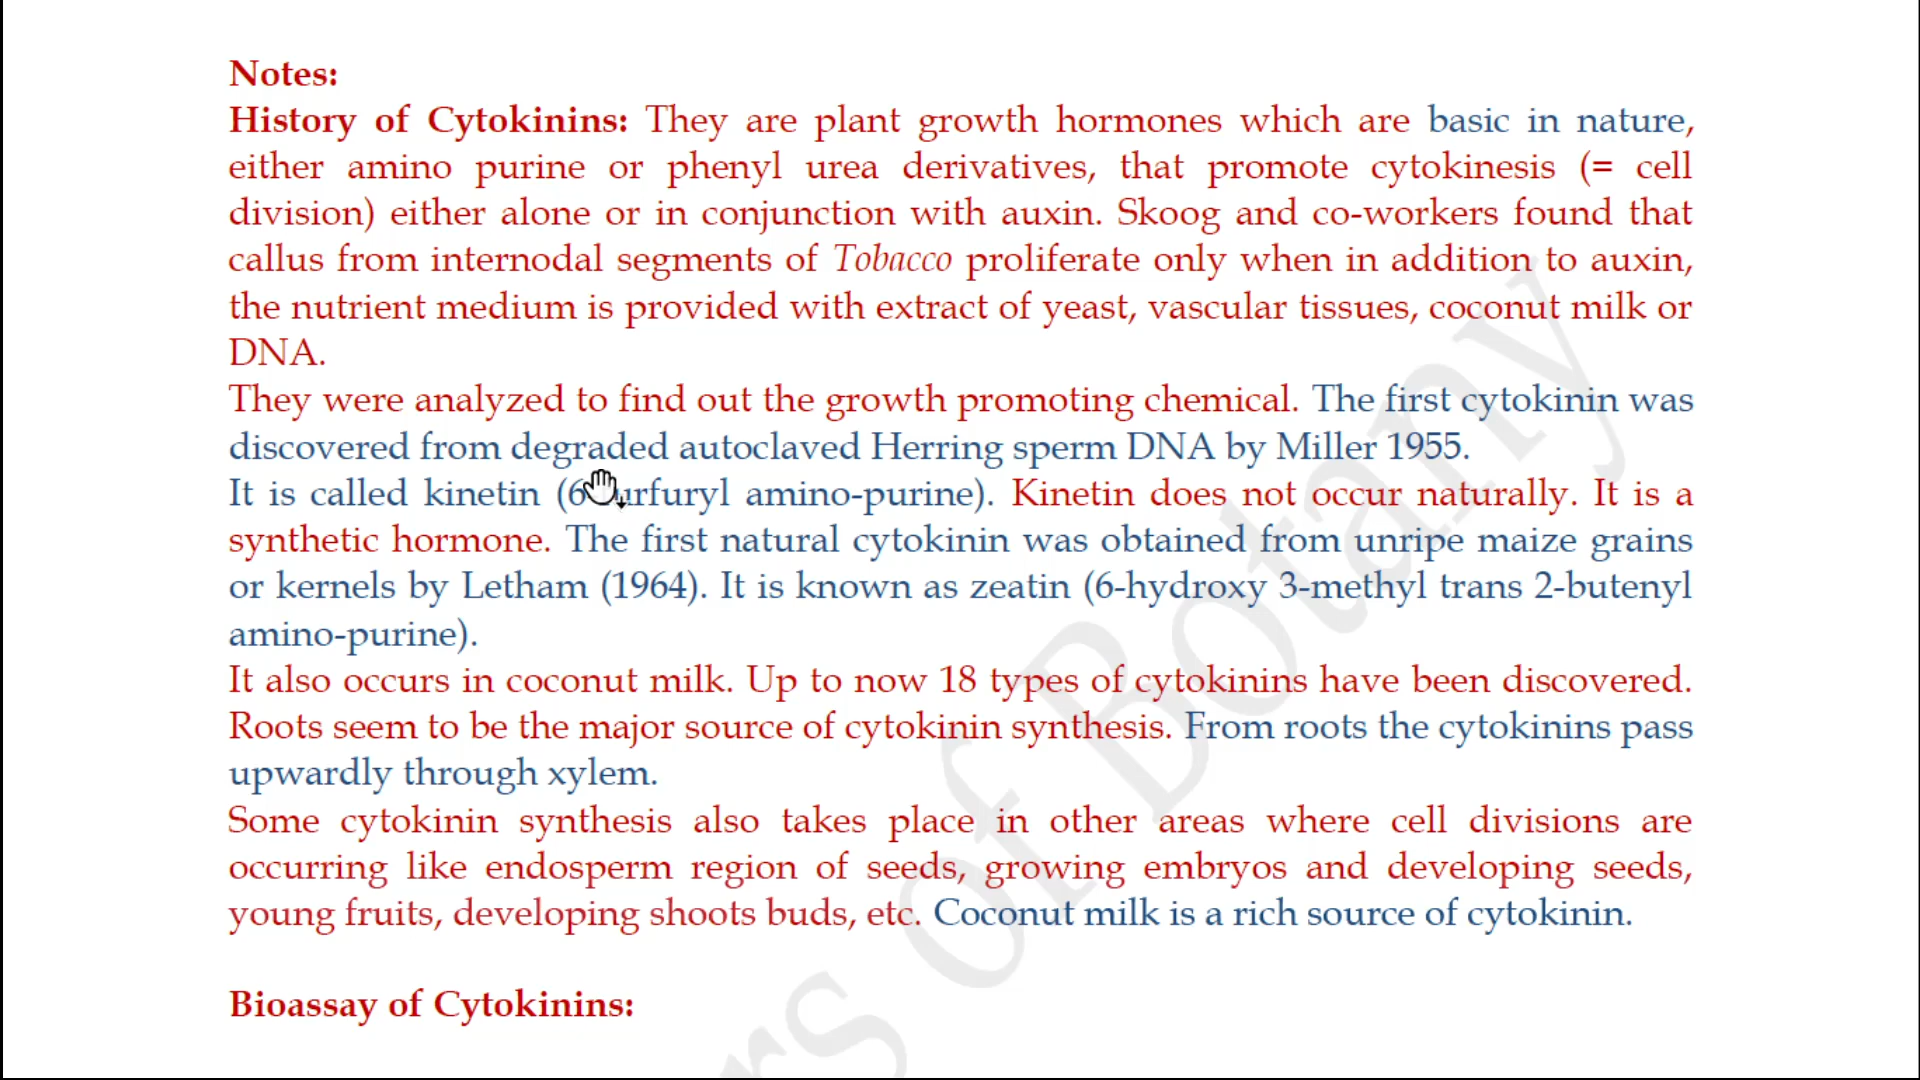 Notes:
History of Cytokinins: They are plant growth hormones which are basic in nature,
either amino purine or phenyl urea derivatives, that promote cytokinesis (= cell
division) either alone or in conjunction with auxin. Skoog and co-workers found that
callus from internodal segments of Tobacco proliferate only when in addition to auxin,
the nutrient medium is provided with extract of yeast, vascular tissues, coconut milk or
DNA.
They were analyzed to find out the growth promoting chemical. The first cytokinin was
discovered from degraded autoclaved Herring sperm DNA by Miller 1955.
It is called kinetin (6 amino-purine). Kinetin does not occur naturally. It is a
synthetic hormone. The first natural cytokinin was obtained from unripe maize grains
or kernels by Letham (1964). It is known as zeatin (6-hydroxy 3-methyl trans 2-butenyl
amino-purine).
It also occurs in coconut milk. Up to now 18 types of cytokinins have been discovered.
Roots seem to be the major source of cytokinin synthesis. From roots the cytokinins pass
upwardly through xylem.
Some cytokinin synthesis also takes place in other areas where cell divisions are
occurring like endosperm region of seeds, growing embryos and developing seeds,
young fruits, developing shoots buds, etc. Coconut milk is a rich source of cytokinin.
Bioassay of Cytokinins:
of Botany